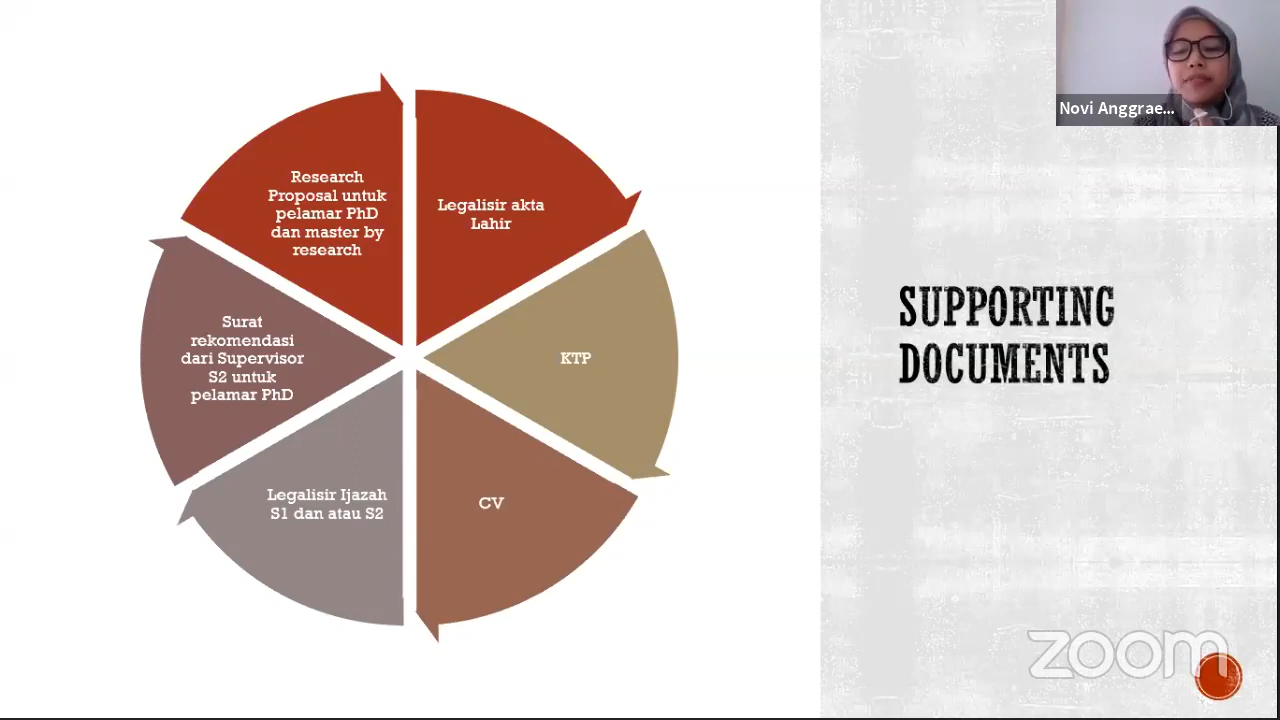 Research
Proposal untuk
pelamar PhD
dan master by
research
Legalisir akta
Lahir
Surat
rekomendasi
dari Supervisor
S2 untuk
pelamar PhD
KTP
Legalisir Ijazah
S1 dan atau S2
CV
SUPPORTING
DOCUMENTS
Novi Anggrae...
zoom